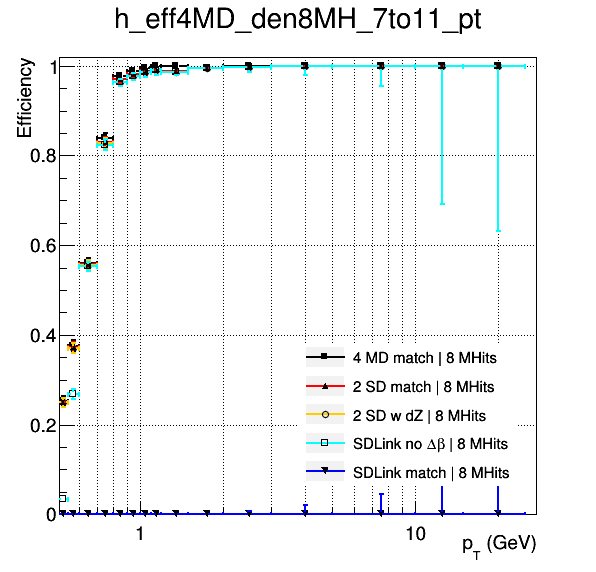 h_eff4MD_den8MH_7to11_pt
Efficiency
1
0.8
0.6
0.4
0.2
0
4 MD match | 8 MHits
2 SD match | 8 MHits
2 SD w dZ | 8 MHits
SDLink no Δβ | 8 MHits
SDLink match | 8 MHits
1
10
p_T (GeV)